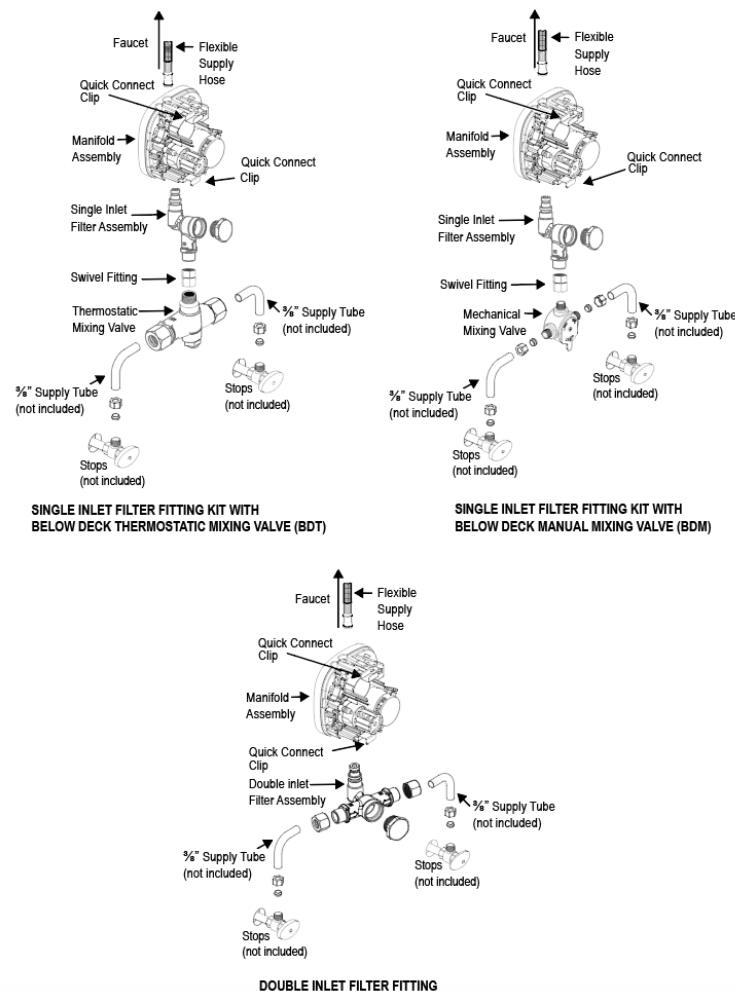 Faucet
Flexible
Supply
Hose
Quick Connect
Clip
Manifold
Assembly
Quick Connect
Clip
Single Inlet
Filter Assembly
Swivel Fitting
Thermostatic
Mixing Valve
⅜" Supply Tube
(not included)
Stops
(not included)
⅜" Supply Tube
(not included)
Stops
(not included)
SINGLE INLET FILTER FITTING KIT WITH
BELOW DECK THERMOSTATIC MIXING VALVE (BDT)
Faucet
Flexible
Supply
Hose
Quick Connect
Clip
Manifold
Assembly
Quick Connect
Clip
Single Inlet
Filter Assembly
Swivel Fitting
Mechanical
Mixing Valve
⅜" Supply Tube
(not included)
Stops
(not included)
⅜" Supply Tube
(not included)
Stops
(not included)
SINGLE INLET FILTER FITTING KIT WITH
BELOW DECK MANUAL MIXING VALVE (BDM)
Faucet
Flexible
Supply
Hose
Quick Connect
Clip
Manifold
Assembly
Quick Connect
Clip
Double inlet
Filter Assembly
⅜" Supply Tube
(not included)
Stops
(not included)
⅜" Supply Tube
(not included)
Stops
(not included)
DOUBLE INLET FILTER FITTING